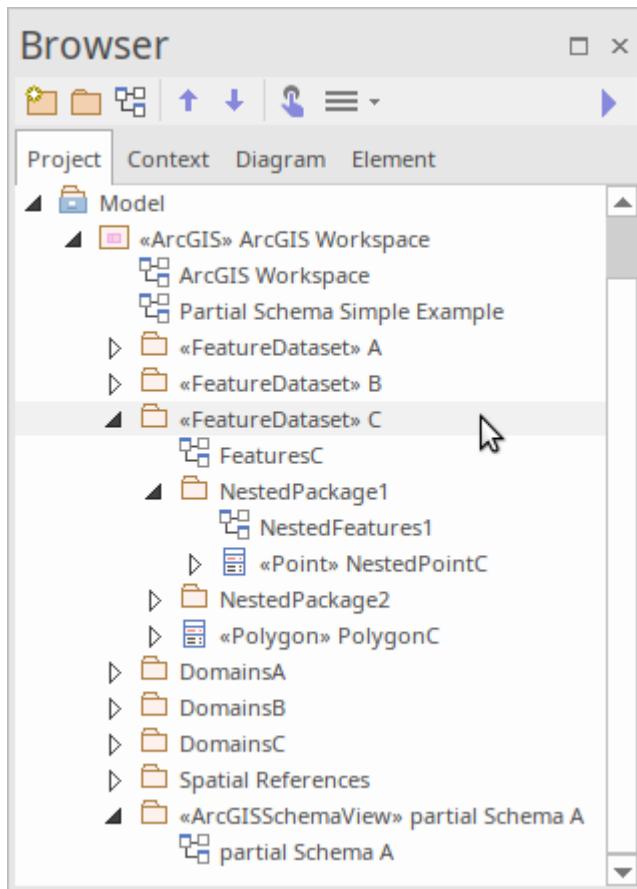 Browser
Project Context Diagram Element
Model
«ArcGIS» ArcGIS Workspace
ArcGIS Workspace
Partial Schema Simple Example
«FeatureDataset» A
«FeatureDataset» B
«FeatureDataset» C
FeaturesC
NestedPackage1
NestedFeatures1
«Point» NestedPointC
NestedPackage2
«Polygon» PolygonC
DomainsA
DomainsB
DomainsC
Spatial References
«ArcGISSchemaView» partial Schema A
partial Schema A